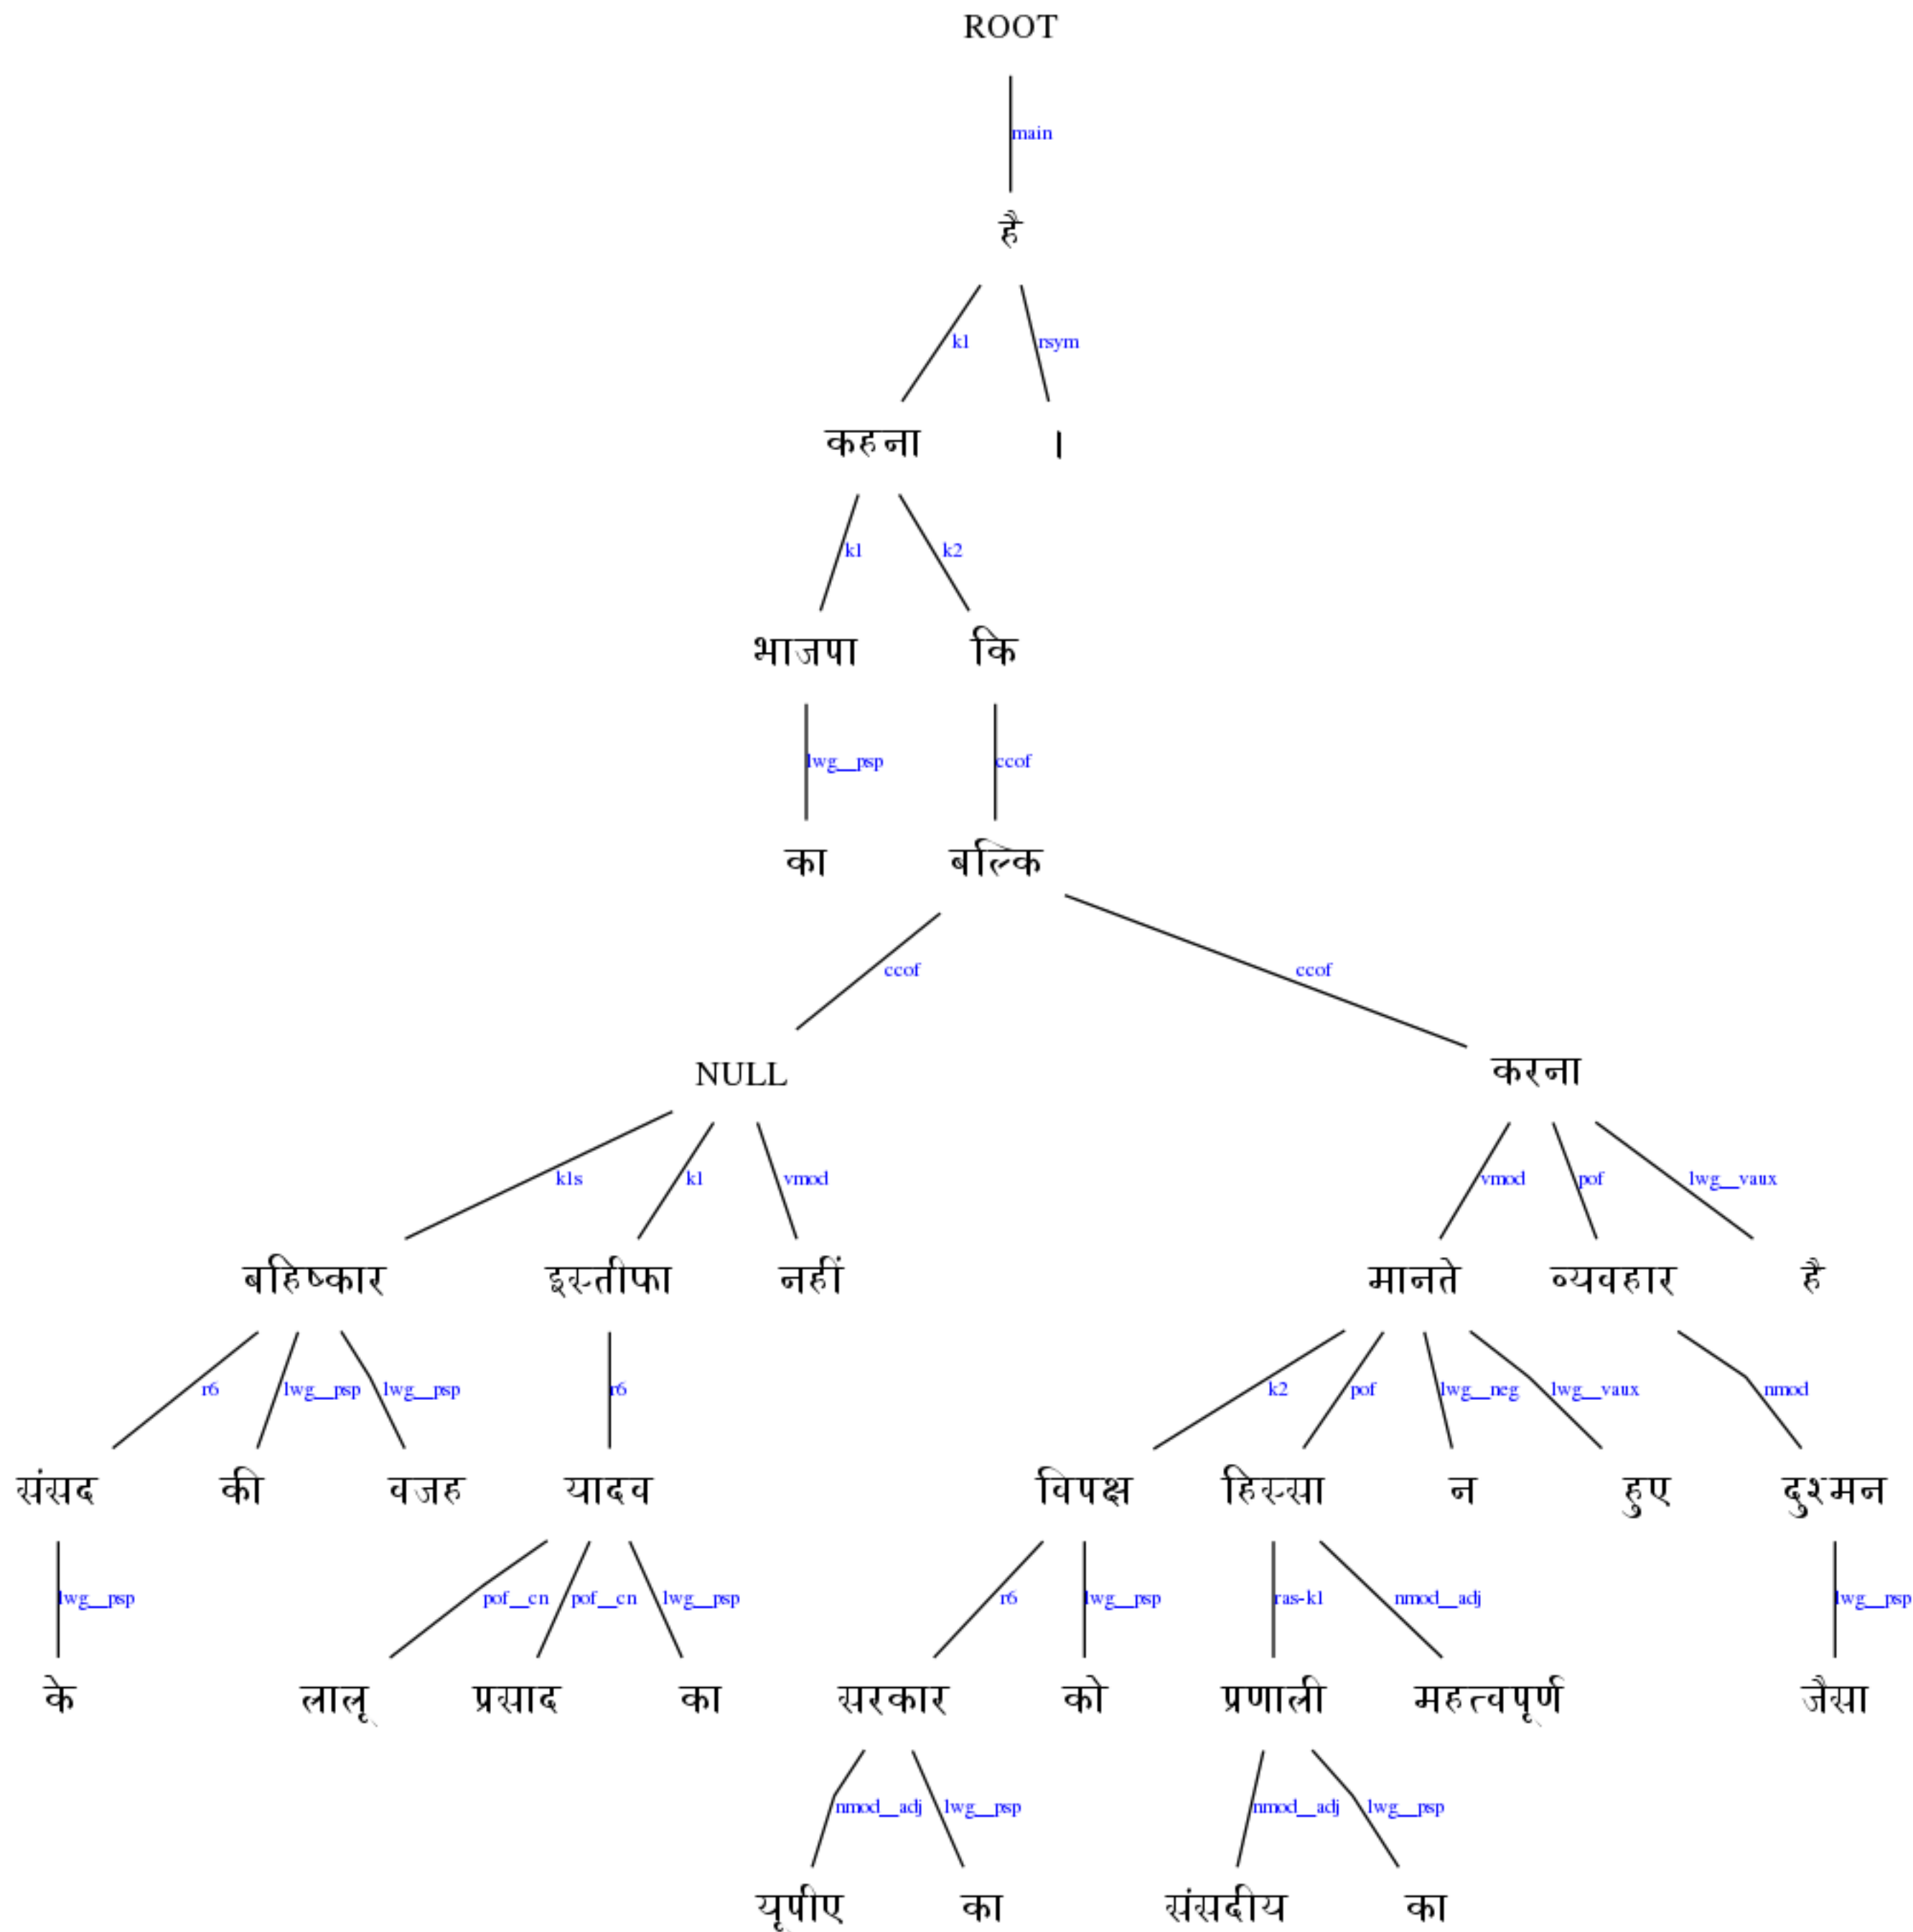 ROOT
main
है
k1 rsym
कहना ।
k1 k2
भाजपा कि
lwg__psp ccof
का बल्कि
ccof ccof
NULL करना
k1s k1 vmod vmod pof lwg__vaux
बहिष्कार इस्तीफा नहीं मानते व्यवहार है
r6 lwg__psp lwg__psp r6 k2 pof lwg__neg lwg__vaux nmod
संसद की वजह यादव विपक्ष हिस्सा न हुए दुश्मन
lwg__psp pof__cn pof__cn lwg__psp r6 lwg__psp ras-k1 nmod__adj lwg__psp
के लालू प्रसाद का सरकार को प्रणाली महत्वपूर्ण जैसा
nmod__adj lwg__psp nmod__adj lwg__psp
यूपीए का संसदीय का